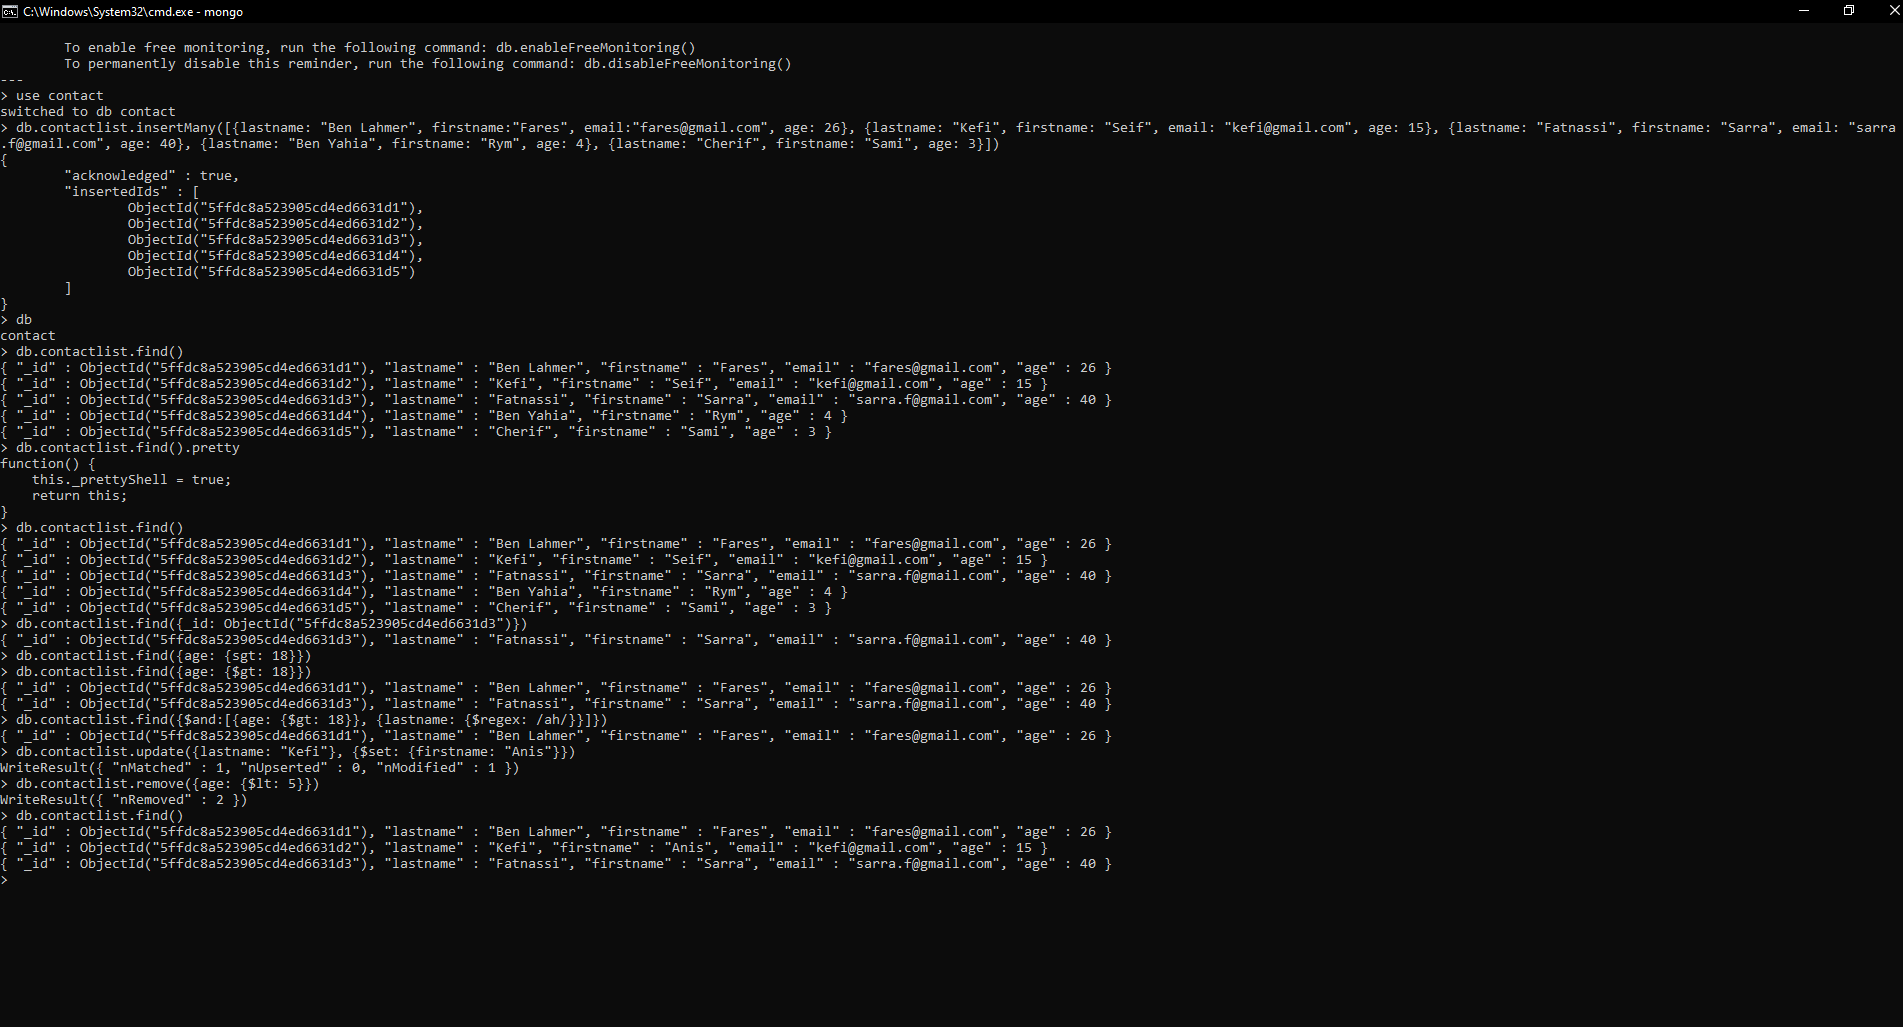 C:\Windows\System32\cmd.exe - mongo
To enable free monitoring, run the following command: db.enableFreeMonitoring()
To permanently disable this reminder, run the following command: db.disableFreeMonitoring()
---
> use contact
switched to db contact
> db.contactlist.insertMany([{lastname: "Ben Lahmer", firstname:"Fares", email:"fares@gmail.com", age: 26}, {lastname: "Kefi", firstname: "Seif", email: "kefi@gmail.com", age: 15}, {lastname: "Fatnassi", firstname: "Sarra", email: "sarra
.f@gmail.com", age: 40}, {lastname: "Ben Yahia", firstname: "Rym", age: 4}, {lastname: "Cherif", firstname: "Sami", age: 3}])
{
"acknowledged" : true,
"insertedIds" : [
ObjectId("5ffdc8a523905cd4ed6631d1"),
ObjectId("5ffdc8a523905cd4ed6631d2"),
ObjectId("5ffdc8a523905cd4ed6631d3"),
ObjectId("5ffdc8a523905cd4ed6631d4"),
ObjectId("5ffdc8a523905cd4ed6631d5")
]
}
> db
contact
> db.contactlist.find()
{ "_id" : ObjectId("5ffdc8a523905cd4ed6631d1"), "lastname" : "Ben Lahmer", "firstname" : "Fares", "email" : "fares@gmail.com", "age" : 26 }
{ "_id" : ObjectId("5ffdc8a523905cd4ed6631d2"), "lastname" : "Kefi", "firstname" : "Seif", "email" : "kefi@gmail.com", "age" : 15 }
{ "_id" : ObjectId("5ffdc8a523905cd4ed6631d3"), "lastname" : "Fatnassi", "firstname" : "Sarra", "email" : "sarra.f@gmail.com", "age" : 40 }
{ "_id" : ObjectId("5ffdc8a523905cd4ed6631d4"), "lastname" : "Ben Yahia", "firstname" : "Rym", "age" : 4 }
{ "_id" : ObjectId("5ffdc8a523905cd4ed6631d5"), "lastname" : "Cherif", "firstname" : "Sami", "age" : 3 }
> db.contactlist.find().pretty
function() {
this._prettyShell = true;
return this;
}
> db.contactlist.find()
{ "_id" : ObjectId("5ffdc8a523905cd4ed6631d1"), "lastname" : "Ben Lahmer", "firstname" : "Fares", "email" : "fares@gmail.com", "age" : 26 }
{ "_id" : ObjectId("5ffdc8a523905cd4ed6631d2"), "lastname" : "Kefi", "firstname" : "Seif", "email" : "kefi@gmail.com", "age" : 15 }
{ "_id" : ObjectId("5ffdc8a523905cd4ed6631d3"), "lastname" : "Fatnassi", "firstname" : "Sarra", "email" : "sarra.f@gmail.com", "age" : 40 }
{ "_id" : ObjectId("5ffdc8a523905cd4ed6631d4"), "lastname" : "Ben Yahia", "firstname" : "Rym", "age" : 4 }
{ "_id" : ObjectId("5ffdc8a523905cd4ed6631d5"), "lastname" : "Cherif", "firstname" : "Sami", "age" : 3 }
> db.contactlist.find({_id: ObjectId("5ffdc8a523905cd4ed6631d3")})
{ "_id" : ObjectId("5ffdc8a523905cd4ed6631d3"), "lastname" : "Fatnassi", "firstname" : "Sarra", "email" : "sarra.f@gmail.com", "age" : 40 }
> db.contactlist.find({age: {sgt: 18}})
> db.contactlist.find({age: {$gt: 18}})
{ "_id" : ObjectId("5ffdc8a523905cd4ed6631d1"), "lastname" : "Ben Lahmer", "firstname" : "Fares", "email" : "fares@gmail.com", "age" : 26 }
{ "_id" : ObjectId("5ffdc8a523905cd4ed6631d3"), "lastname" : "Fatnassi", "firstname" : "Sarra", "email" : "sarra.f@gmail.com", "age" : 40 }
> db.contactlist.find({$and:[{age: {$gt: 18}}, {lastname: {$regex: /ah/}}]})
{ "_id" : ObjectId("5ffdc8a523905cd4ed6631d1"), "lastname" : "Ben Lahmer", "firstname" : "Fares", "email" : "fares@gmail.com", "age" : 26 }
> db.contactlist.update({lastname: "Kefi"}, {$set: {firstname: "Anis"}})
WriteResult({ "nMatched" : 1, "nUpserted" : 0, "nModified" : 1 })
> db.contactlist.remove({age: {$lt: 5}})
WriteResult({ "nRemoved" : 2 })
> db.contactlist.find()
{ "_id" : ObjectId("5ffdc8a523905cd4ed6631d1"), "lastname" : "Ben Lahmer", "firstname" : "Fares", "email" : "fares@gmail.com", "age" : 26 }
{ "_id" : ObjectId("5ffdc8a523905cd4ed6631d2"), "lastname" : "Kefi", "firstname" : "Anis", "email" : "kefi@gmail.com", "age" : 15 }
{ "_id" : ObjectId("5ffdc8a523905cd4ed6631d3"), "lastname" : "Fatnassi", "firstname" : "Sarra", "email" : "sarra.f@gmail.com", "age" : 40 }
>